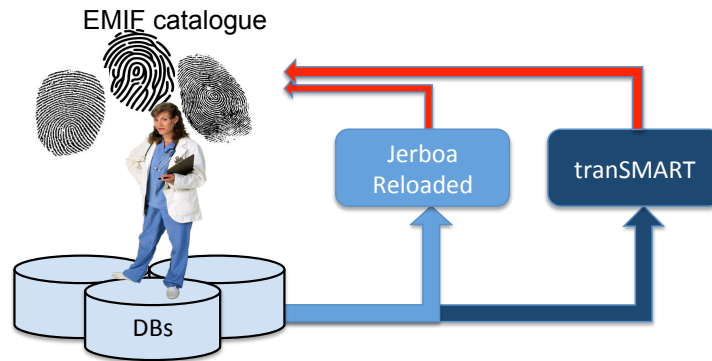 EMIF catalogue
Jerboa
Reloaded
tranSMART
DBs